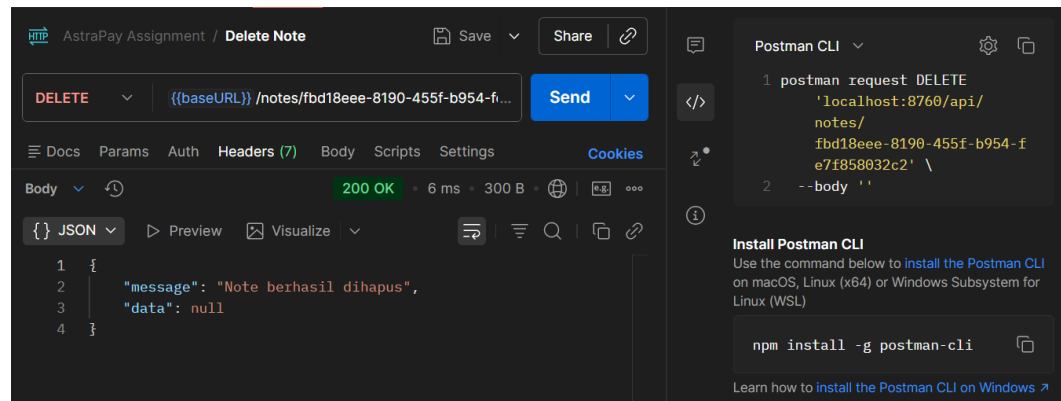 HTTP AstraPay Assignment / Delete Note Save Share
DELETE {{baseURL}} /notes/fbd18eee-8190-455f-b954-f... Send
Docs Params Auth Headers (7) Body Scripts Settings Cookies
Body 200 OK • 6 ms • 300 B • e.g.
{} JSON Preview Visualize
1 {
2 "message": "Note berhasil dihapus",
3 "data": null
4 }
Postman CLI
1 postman request DELETE
'localhost:8760/api/
notes/
fbd18eee-8190-455f-b954-f
e7f858032c2' \
2 --body ''
Install Postman CLI
Use the command below to install the Postman CLI
on macOS, Linux (x64) or Windows Subsystem for
Linux (WSL)
npm install -g postman-cli
Learn how to install the Postman CLI on Windows ↗